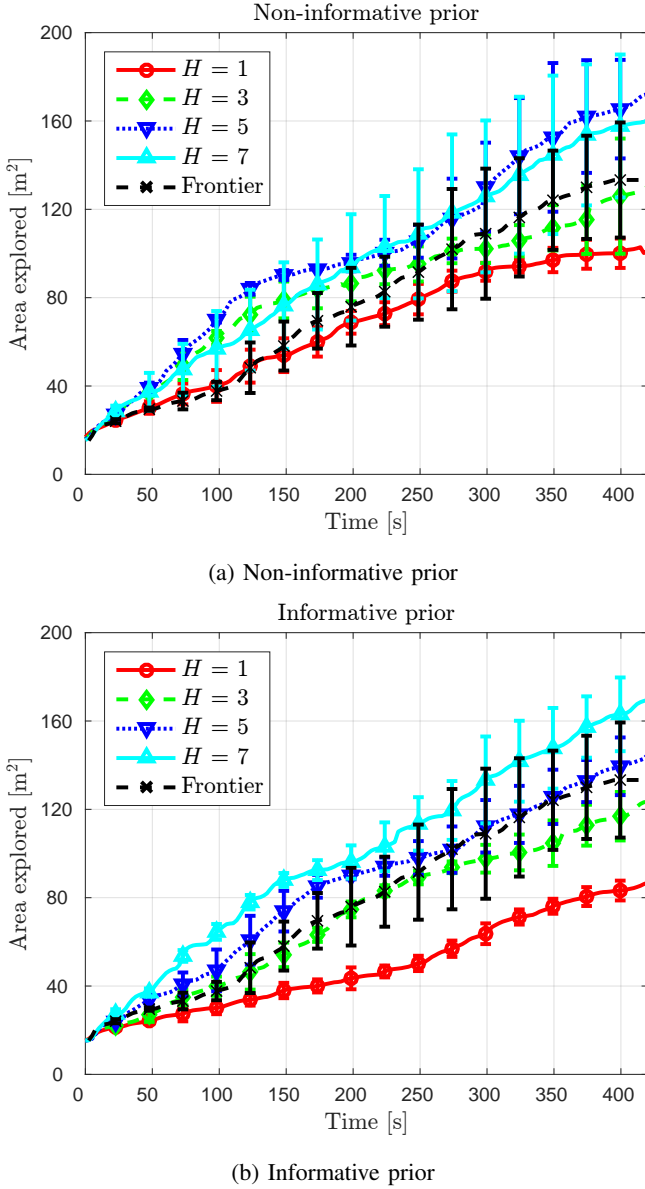 Non-informative prior
200
160
120
80
40
0
Area explored [m²]
H = 1
H = 3
H = 5
H = 7
Frontier
0 50 100 150 200 250 300 350 400
Time [s]
(a) Non-informative prior
Informative prior
200
160
120
80
40
0
Area explored [m²]
H = 1
H = 3
H = 5
H = 7
Frontier
0 50 100 150 200 250 300 350 400
Time [s]
(b) Informative prior